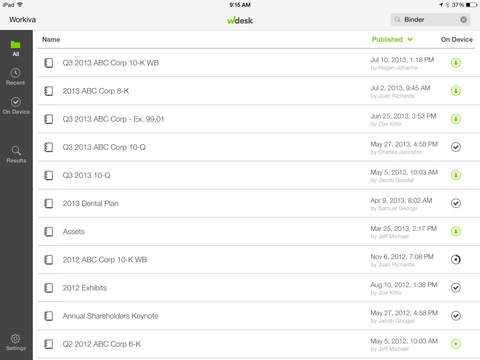 iPad 9:15 AM 37%
Workiva wdesk Binder
Name Published On Device
All
Recent
On Device
Results
Settings
Q3 2013 ABC Corp 10-K WB Jul 10, 2013, 1:18 PM
by Regan Johanne
2013 ABC Corp 8-K Jul 2, 2013, 9:45 AM
by Juan Richards
Q3 2013 ABC Corp - Ex. 99.01 Jun 25, 2013, 3:53 PM
by Zoe Kitto
Q3 2013 ABC Corp 10-Q May 27, 2013, 4:58 PM
by Charles Johnston
Q3 2013 10-Q May 5, 2013, 10:03 AM
by Jacob Googel
2013 Dental Plan Apr 9, 2013, 8:02 AM
by Samuel George
Assets Mar 25, 2013, 2:17 PM
by Jeff Michael
2012 ABC Corp 10-K WB Nov 6, 2012, 7:08 PM
by Juan Richards
2012 Exhibits Aug 10, 2012, 1:38 PM
by Zoe Kitto
Annual Shareholders Keynote May 27, 2012, 4:58 PM
by Jacob Googel
Q2 2012 ABC Corp 6-K May 5, 2012, 10:03 AM
by Jeff Michael